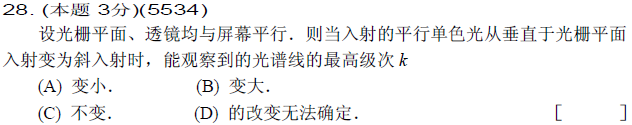 28. (本题 3分)(5534)
设光栅平面、透镜均与屏幕平行．则当入射的平行单色光从垂直于光栅平面
入射变为斜入射时，能观察到的光谱线的最高级次 k
(A) 变小． (B) 变大．
(C) 不变． (D) 的改变无法确定． [ ]